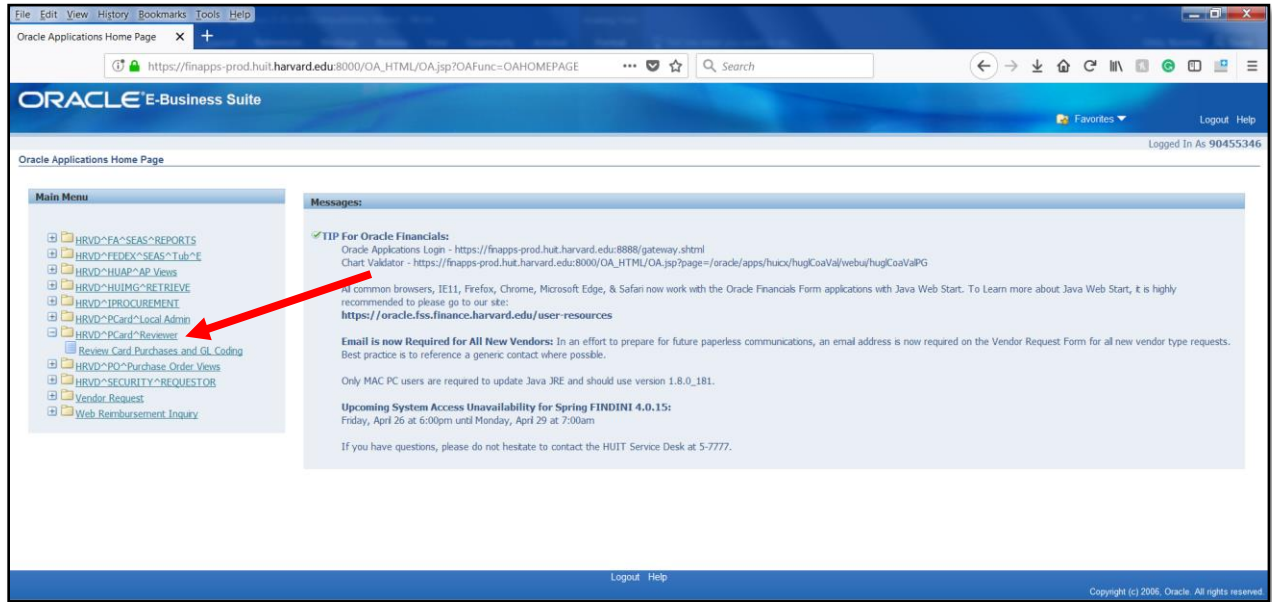 File Edit View History Bookmarks Tools Help
Oracle Applications Home Page
https://finapps-prod.huit.harvard.edu:8000/OA_HTML/OA.jsp?OAFunc=OAHOMEPAGE
Search
ORACLE E-Business Suite
Favorites
Logout Help
Logged In As 90455346
Oracle Applications Home Page
Main Menu
HRVD^FA^SEAS^REPORTS
HRVD^FEDEX^SEAS^Tub^E
HRVD^HUAP^AP Views
HRVD^HUIMG^RETRIEVE
HRVD^IPROCUREMENT
HRVD^PCard^Local Admin
HRVD^PCard^Reviewer
Review Card Purchases and GL Coding
HRVD^PO^Purchase Order Views
HRVD^SECURITY^REQUESTOR
Vendor Request
Web Reimbursement Inquiry
Messages:
TIP For Oracle Financials:
Oracle Applications Login - https://finapps-prod.huit.harvard.edu:8888/gateway.shtml
Chart Validator - https://finapps-prod.huit.harvard.edu:8000/OA_HTML/OA.jsp?page=/oracle/apps/huicx/huglCoaVal/webui/huglCoaValPG
All common browsers, IE11, Firefox, Chrome, Microsoft Edge, & Safari now work with the Oracle Financials Form applications with Java Web Start. To Learn more about Java Web Start, it is highly
recommended to please go to our site:
https://oracle.fss.finance.harvard.edu/user-resources
Email is now Required for All New Vendors: In an effort to prepare for future paperless communications, an email address is now required on the Vendor Request Form for all new vendor type requests.
Best practice is to reference a generic contact where possible.
Only MAC PC users are required to update Java JRE and should use version 1.8.0_181.
Upcoming System Access Unavailability for Spring FINDINI 4.0.15:
Friday, April 26 at 6:00pm until Monday, April 29 at 7:00am
If you have questions, please do not hesitate to contact the HUIT Service Desk at 5-7777.
Logout Help
Copyright (c) 2006, Oracle. All rights reserved.